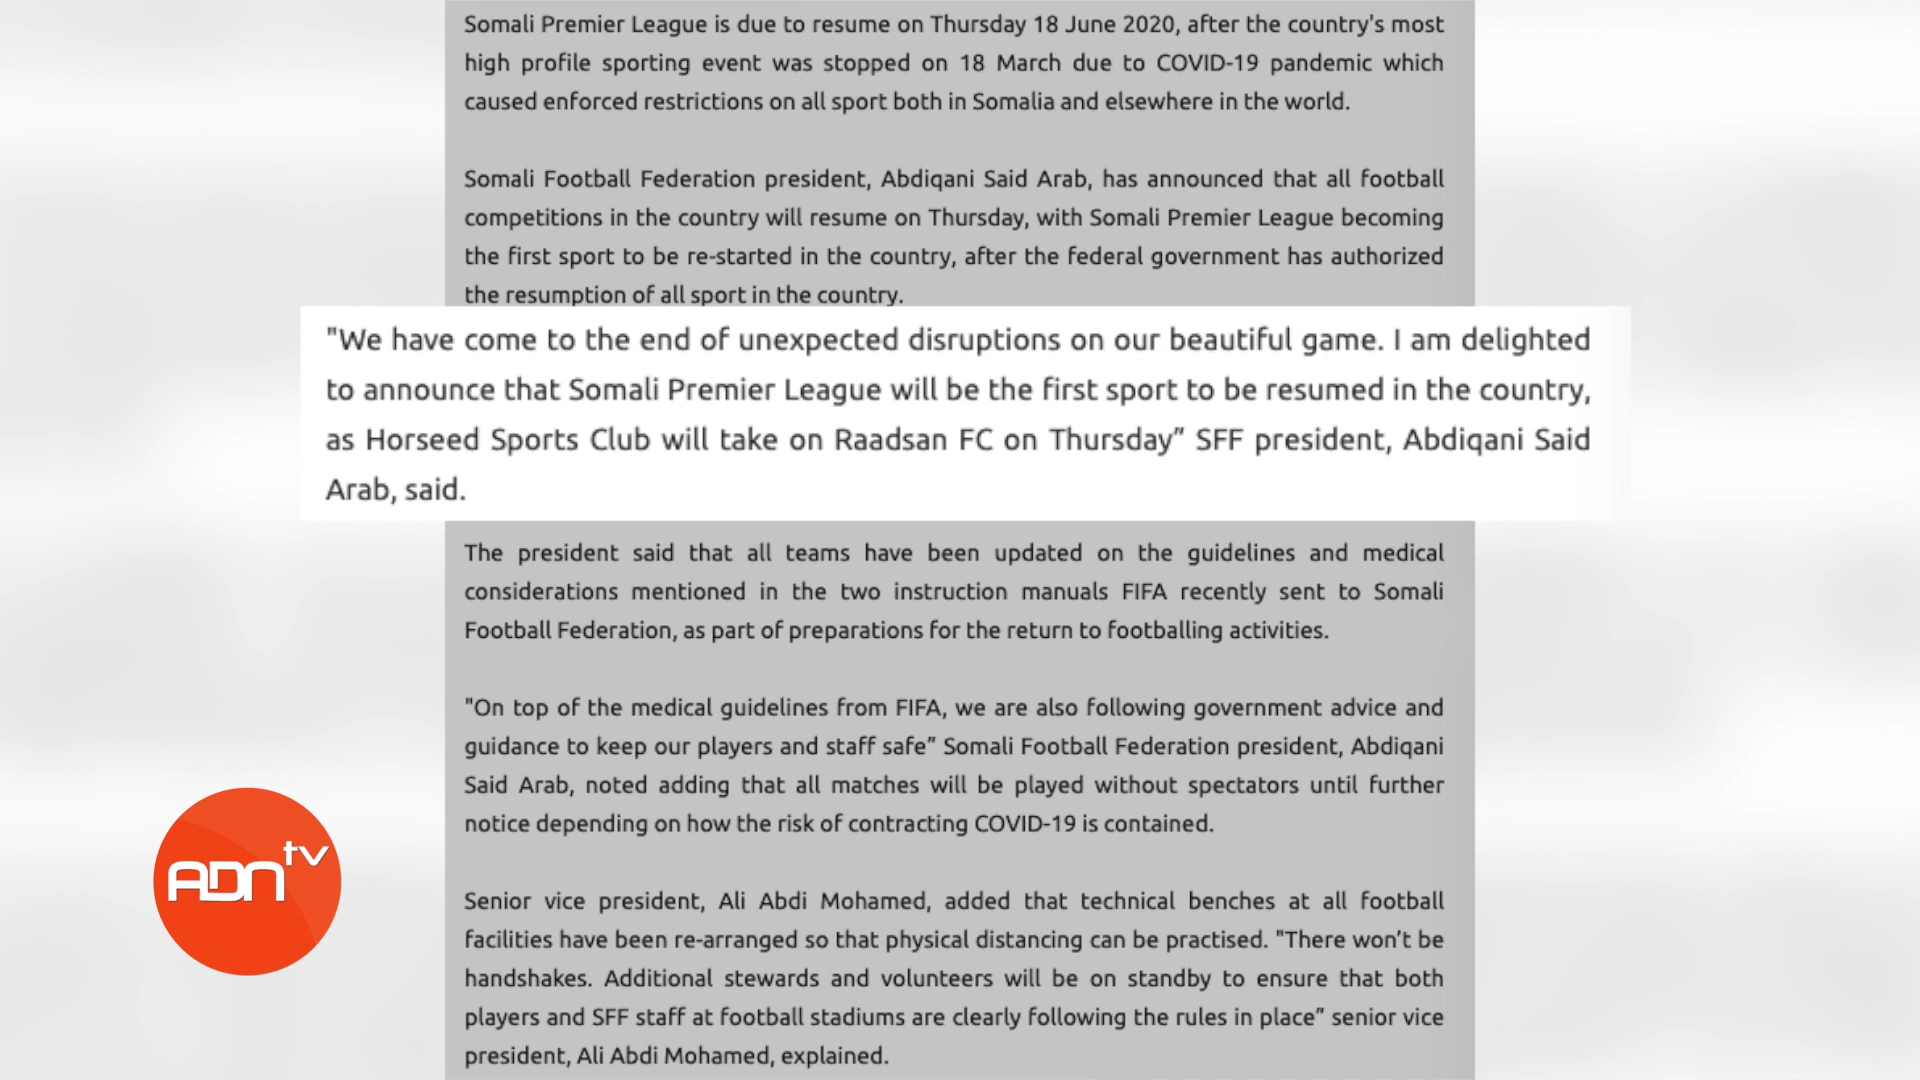 Somali Premier League is due to resume on Thursday 18 June 2020, after the country's most
high profile sporting event was stopped on 18 March due to COVID-19 pandemic which
caused enforced restrictions on all sport both in Somalia and elsewhere in the world.
Somali Football Federation president, Abdiqani Said Arab, has announced that all football
competitions in the country will resume on Thursday, with Somali Premier League becoming
the first sport to be re-started in the country, after the federal government has authorized
the resumption of all sport in the country.
"We have come to the end of unexpected disruptions on our beautiful game. I am delighted
to announce that Somali Premier League will be the first sport to be resumed in the country,
as Horseed Sports Club will take on Raadsan FC on Thursday” SFF president, Abdiqani Said
Arab, said.
The president said that all teams have been updated on the guidelines and medical
considerations mentioned in the two instruction manuals FIFA recently sent to Somali
Football Federation, as part of preparations for the return to footballing activities.
"On top of the medical guidelines from FIFA, we are also following government advice and
guidance to keep our players and staff safe” Somali Football Federation president, Abdiqani
Said Arab, noted adding that all matches will be played without spectators until further
notice depending on how the risk of contracting COVID-19 is contained.
Senior vice president, Ali Abdi Mohamed, added that technical benches at all football
facilities have been re-arranged so that physical distancing can be practised. "There won’t be
handshakes. Additional stewards and volunteers will be on standby to ensure that both
players and SFF staff at football stadiums are clearly following the rules in place” senior vice
president, Ali Abdi Mohamed, explained.
ADN tv